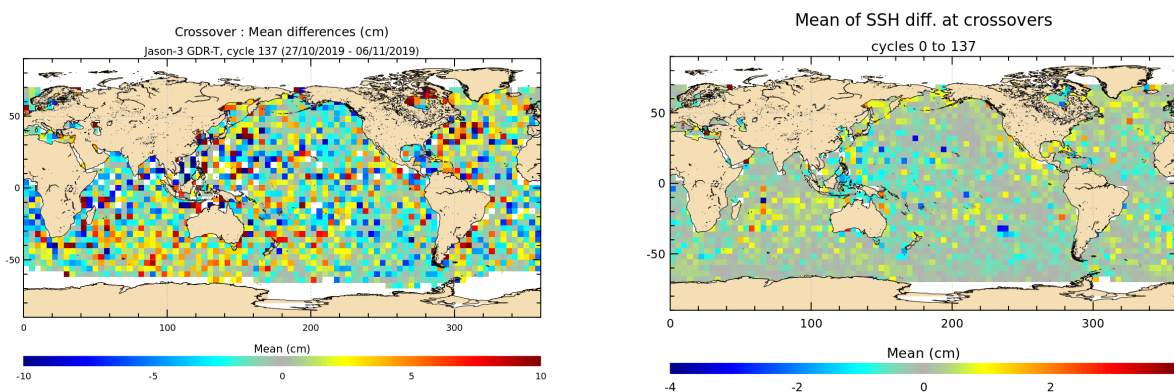 Crossover : Mean differences (cm)
Jason-3 GDR-T, cycle 137 (27/10/2019 - 06/11/2019)
50
0
-50
0 100 200 300
Mean (cm)
-10 -5 0 5 10
Mean of SSH diff. at crossovers
cycles 0 to 137
50
0
-50
0 100 200 300
Mean (cm)
-4 -2 0 2